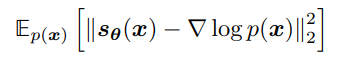 𝔼_{p(𝒙)} [‖𝒔_𝜽(𝒙) − ∇ log p(𝒙)‖₂²]